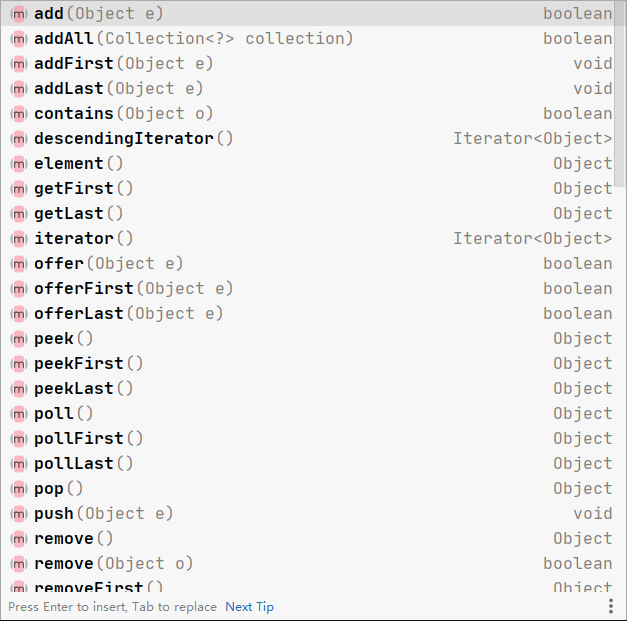 m add(Object e) boolean
m addAll(Collection<?> collection) boolean
m addFirst(Object e) void
m addLast(Object e) void
m contains(Object o) boolean
m descendingIterator() Iterator<Object>
m element() Object
m getFirst() Object
m getLast() Object
m iterator() Iterator<Object>
m offer(Object e) boolean
m offerFirst(Object e) boolean
m offerLast(Object e) boolean
m peek() Object
m peekFirst() Object
m peekLast() Object
m poll() Object
m pollFirst() Object
m pollLast() Object
m pop() Object
m push(Object e) void
m remove() Object
m remove(Object o) boolean
m removeFirst() Object
Press Enter to insert, Tab to replace Next Tip